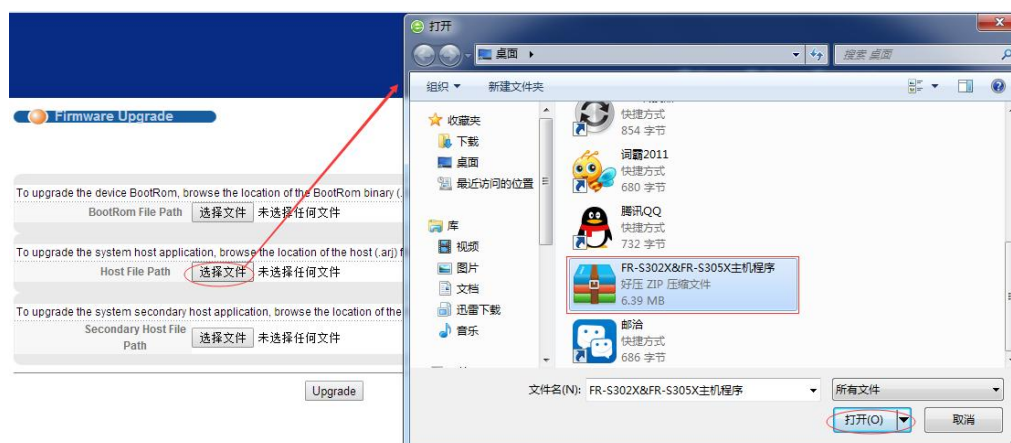 Firmware Upgrade
To upgrade the device BootRom, browse the location of the BootRom binary (.
BootRom File Path 选择文件 未选择任何文件
To upgrade the system host application, browse the location of the host (.arj) f
Host File Path 选择文件 未选择任何文件
To upgrade the system secondary host application, browse the location of the
Secondary Host File
Path
选择文件 未选择任何文件
Upgrade
打开
桌面
搜索 桌面
组织 新建文件夹
收藏夹
下载
桌面
最近访问的位置
库
视频
图片
文档
迅雷下载
音乐
快捷方式
854 字节
词霸2011
快捷方式
680 字节
腾讯QQ
快捷方式
732 字节
FR-S302X&FR-S305X主机程序
好压 ZIP 压缩文件
6.39 MB
邮洽
快捷方式
686 字节
文件名(N): FR-S302X&FR-S305X主机程序 所有文件
打开(O) 取消